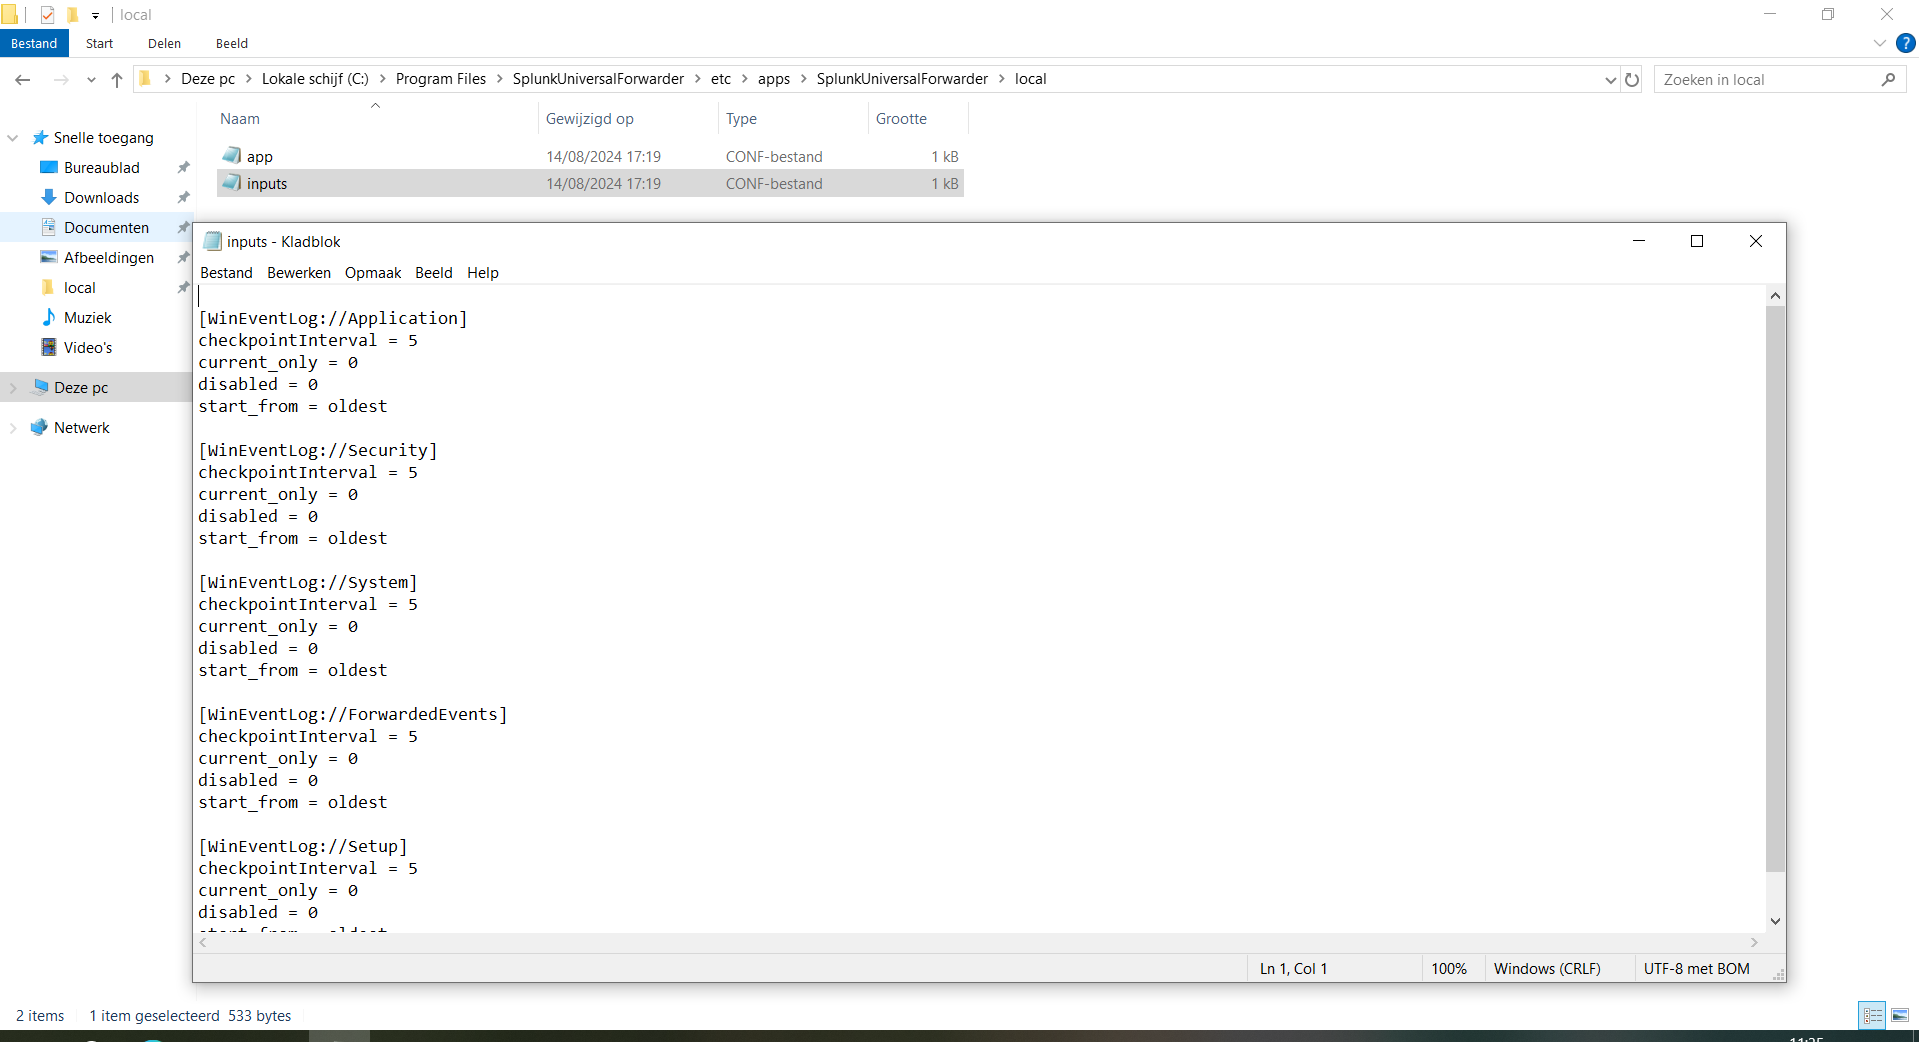 local
Bestand Start Delen Beeld
Deze pc > Lokale schijf (C:) > Program Files > SplunkUniversalForwarder > etc > apps > SplunkUniversalForwarder > local
Zoeken in local
Naam Gewijzigd op Type Grootte
app 14/08/2024 17:19 CONF-bestand 1 kB
inputs 14/08/2024 17:19 CONF-bestand 1 kB
Snelle toegang
Bureaublad
Downloads
Documenten
Afbeeldingen
local
Muziek
Video's
Deze pc
Netwerk
inputs - Kladblok
Bestand Bewerken Opmaak Beeld Help
[WinEventLog://Application]
checkpointInterval = 5
current_only = 0
disabled = 0
start_from = oldest
[WinEventLog://Security]
checkpointInterval = 5
current_only = 0
disabled = 0
start_from = oldest
[WinEventLog://System]
checkpointInterval = 5
current_only = 0
disabled = 0
start_from = oldest
[WinEventLog://ForwardedEvents]
checkpointInterval = 5
current_only = 0
disabled = 0
start_from = oldest
[WinEventLog://Setup]
checkpointInterval = 5
current_only = 0
disabled = 0
start_from = oldest
Ln 1, Col 1 100% Windows (CRLF) UTF-8 met BOM
2 items 1 item geselecteerd 533 bytes